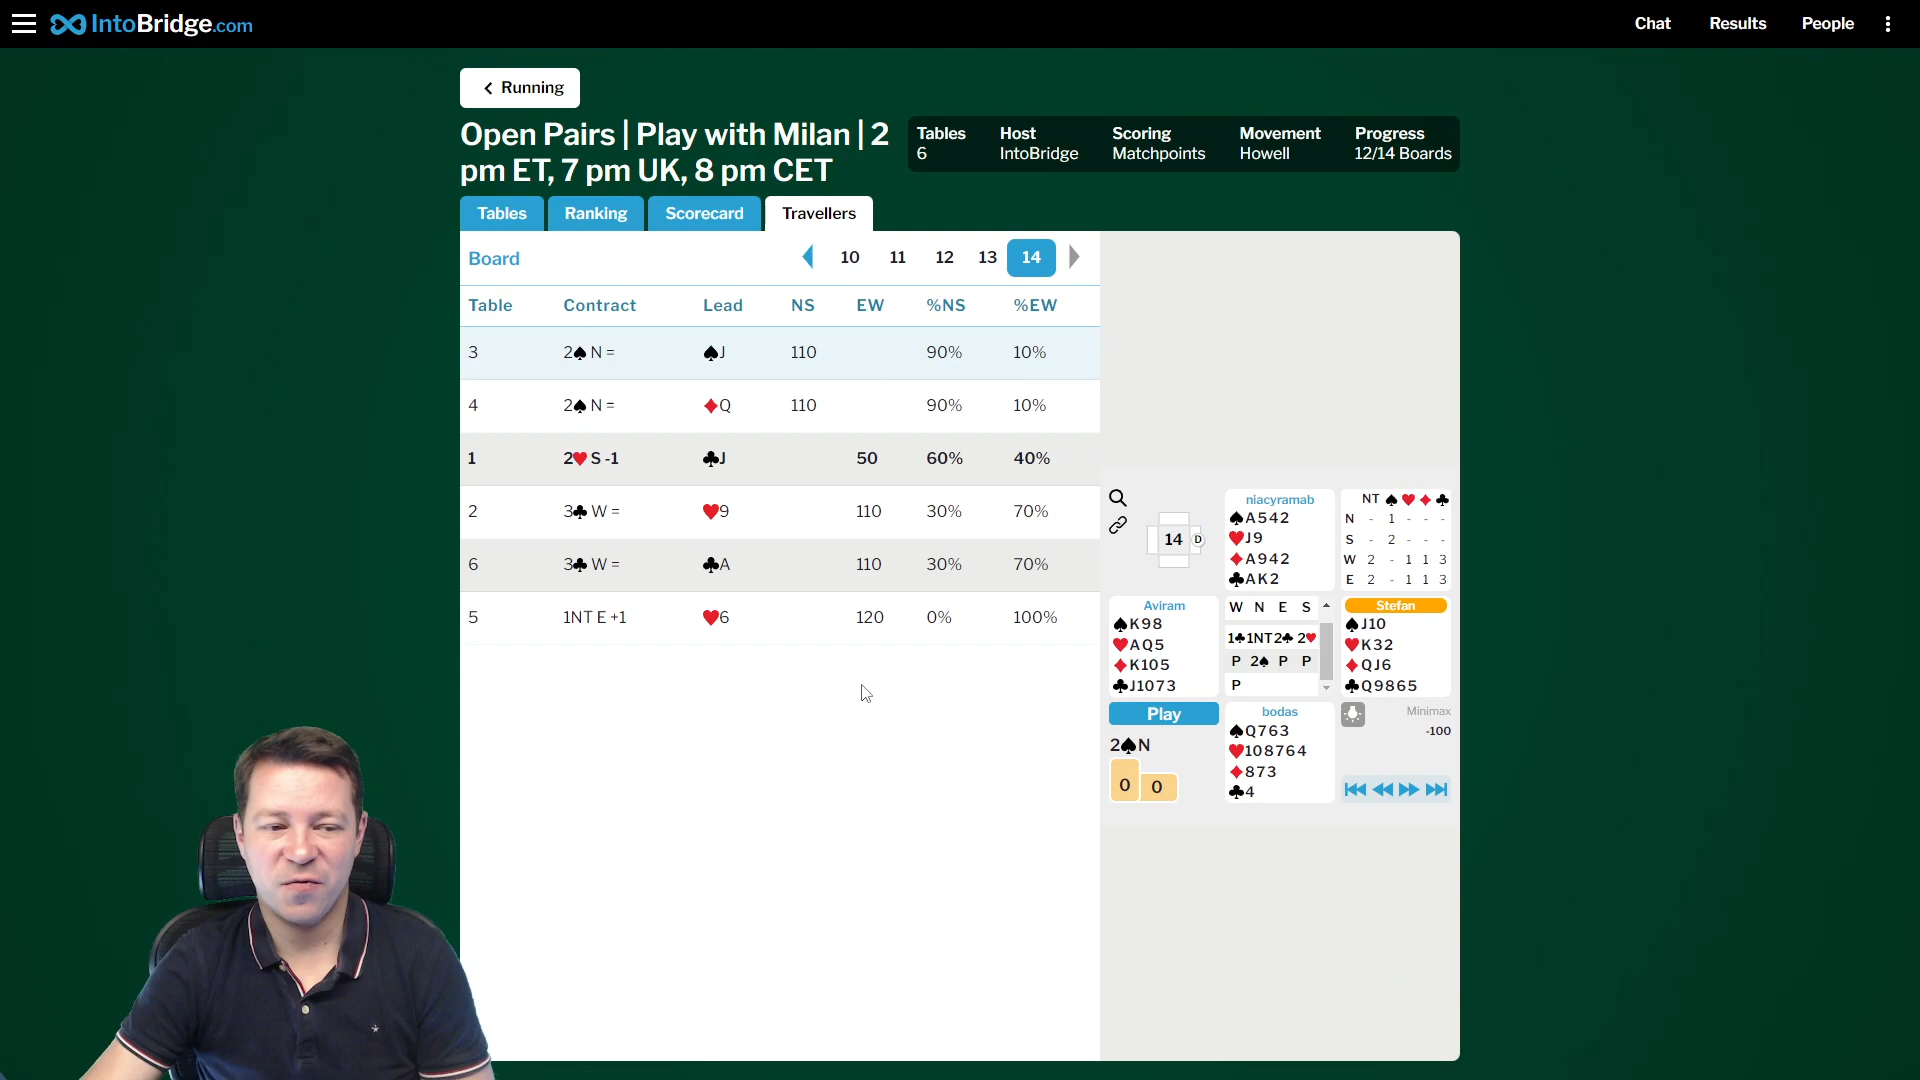 IntoBridge.com
Chat Results People
Running
Open Pairs | Play with Milan | 2
pm ET, 7 pm UK, 8 pm CET
Tables Host Scoring Movement Progress
6 IntoBridge Matchpoints Howell 12/14 Boards
Tables Ranking Scorecard Travellers
Board 10 11 12 13 14
Table Contract Lead NS EW %NS %EW
3 2♠ N = ♠J 110 90% 10%
4 2♠ N = ♦Q 110 90% 10%
1 2♥ S -1 ♣J 50 60% 40%
2 3♣ W = ♥9 110 30% 70%
6 3♣ W = ♣A 110 30% 70%
5 1NT E +1 ♥6 120 0% 100%
14 D
niacyramab
♠A542
♥J9
♦A942
♣AK2
NT ♠ ♥ ♦ ♣
N - 1 - - -
S - 2 - - -
W 2 - 1 1 3
E 2 - 1 1 3
Aviram
♠K98
♥AQ5
♦K105
♣J1073
W N E S
1♣ 1NT 2♣ 2♥
P 2♠ P P
P
Stefan
♠J10
♥K32
♦QJ6
♣Q9865
Play
2♠N
0 0
bodas
♠Q763
♥108764
♦873
♣4
Minimax
-100